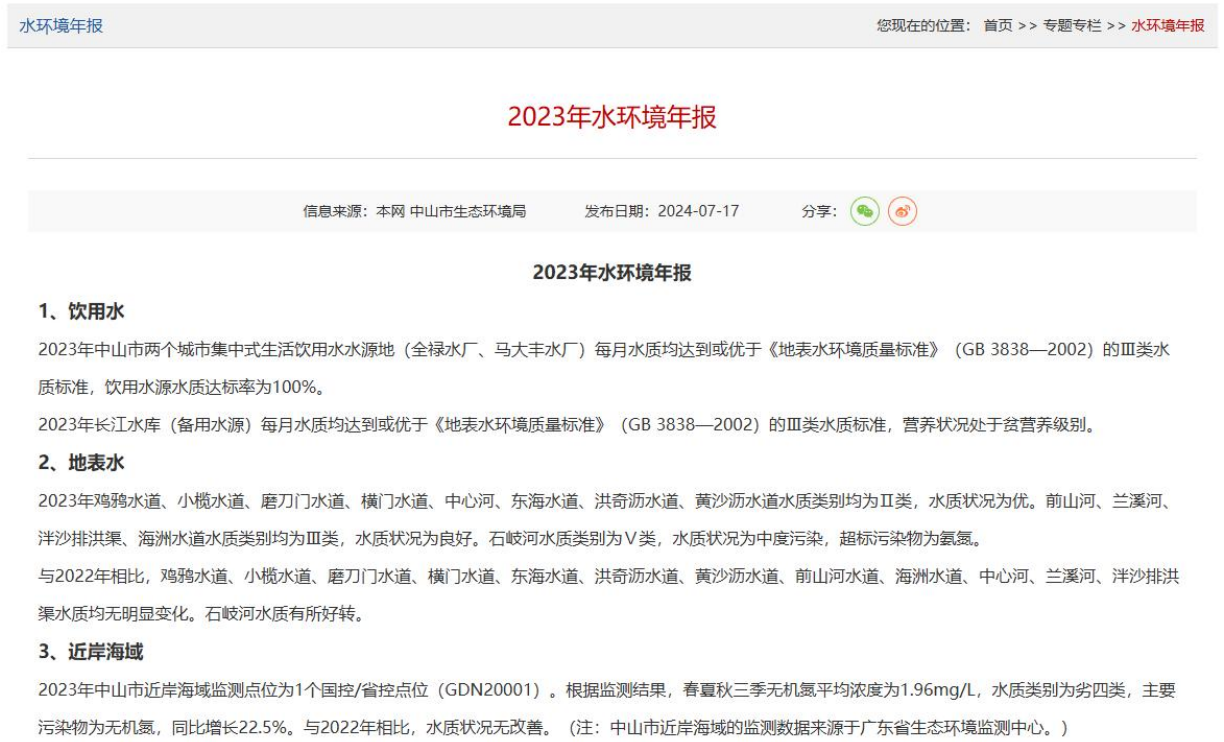 水环境年报
您现在的位置： 首页 >> 专题专栏 >> 水环境年报
2023年水环境年报
信息来源：本网 中山市生态环境局 发布日期：2024-07-17 分享：
2023年水环境年报
1、饮用水
2023年中山市两个城市集中式生活饮用水水源地（全禄水厂、马大丰水厂）每月水质均达到或优于《地表水环境质量标准》（GB 3838—2002）的Ⅲ类水
质标准，饮用水源水质达标率为100%。
2023年长江水库（备用水源）每月水质均达到或优于《地表水环境质量标准》（GB 3838—2002）的Ⅲ类水质标准，营养状况处于贫营养级别。
2、地表水
2023年鸡鸦水道、小榄水道、磨刀门水道、横门水道、中心河、东海水道、洪奇沥水道、黄沙沥水道水质类别均为Ⅱ类，水质状况为优。前山河、兰溪河、
泮沙排洪渠、海洲水道水质类别均为Ⅲ类，水质状况为良好。石岐河水质类别为Ⅴ类，水质状况为中度污染，超标污染物为氨氮。
与2022年相比，鸡鸦水道、小榄水道、磨刀门水道、横门水道、东海水道、洪奇沥水道、黄沙沥水道、前山河水道、海洲水道、中心河、兰溪河、泮沙排洪
渠水质均无明显变化。石岐河水质有所好转。
3、近岸海域
2023年中山市近岸海域监测点位为1个国控/省控点位（GDN20001）。根据监测结果，春夏秋三季无机氮平均浓度为1.96mg/L，水质类别为劣四类，主要
污染物为无机氮，同比增长22.5%。与2022年相比，水质状况无改善。（注：中山市近岸海域的监测数据来源于广东省生态环境监测中心。）